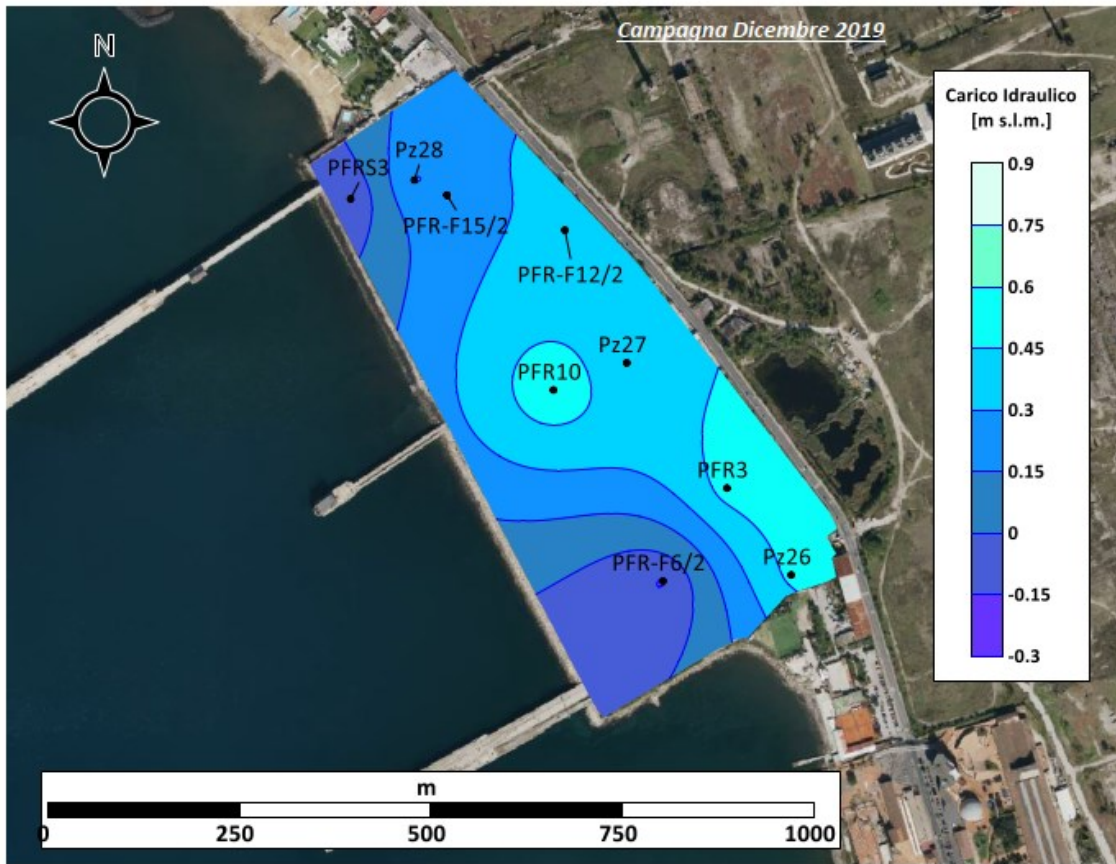 Campagna Dicembre 2019
N
Carico Idraulico
[m s.l.m.]
0.9
0.75
0.6
0.45
0.3
0.15
0
-0.15
-0.3
Pz28
PFRS3
PFR-F15/2
PFR-F12/2
Pz27
PFR10
PFR3
PFR-F6/2
Pz26
m
0 250 500 750 1000